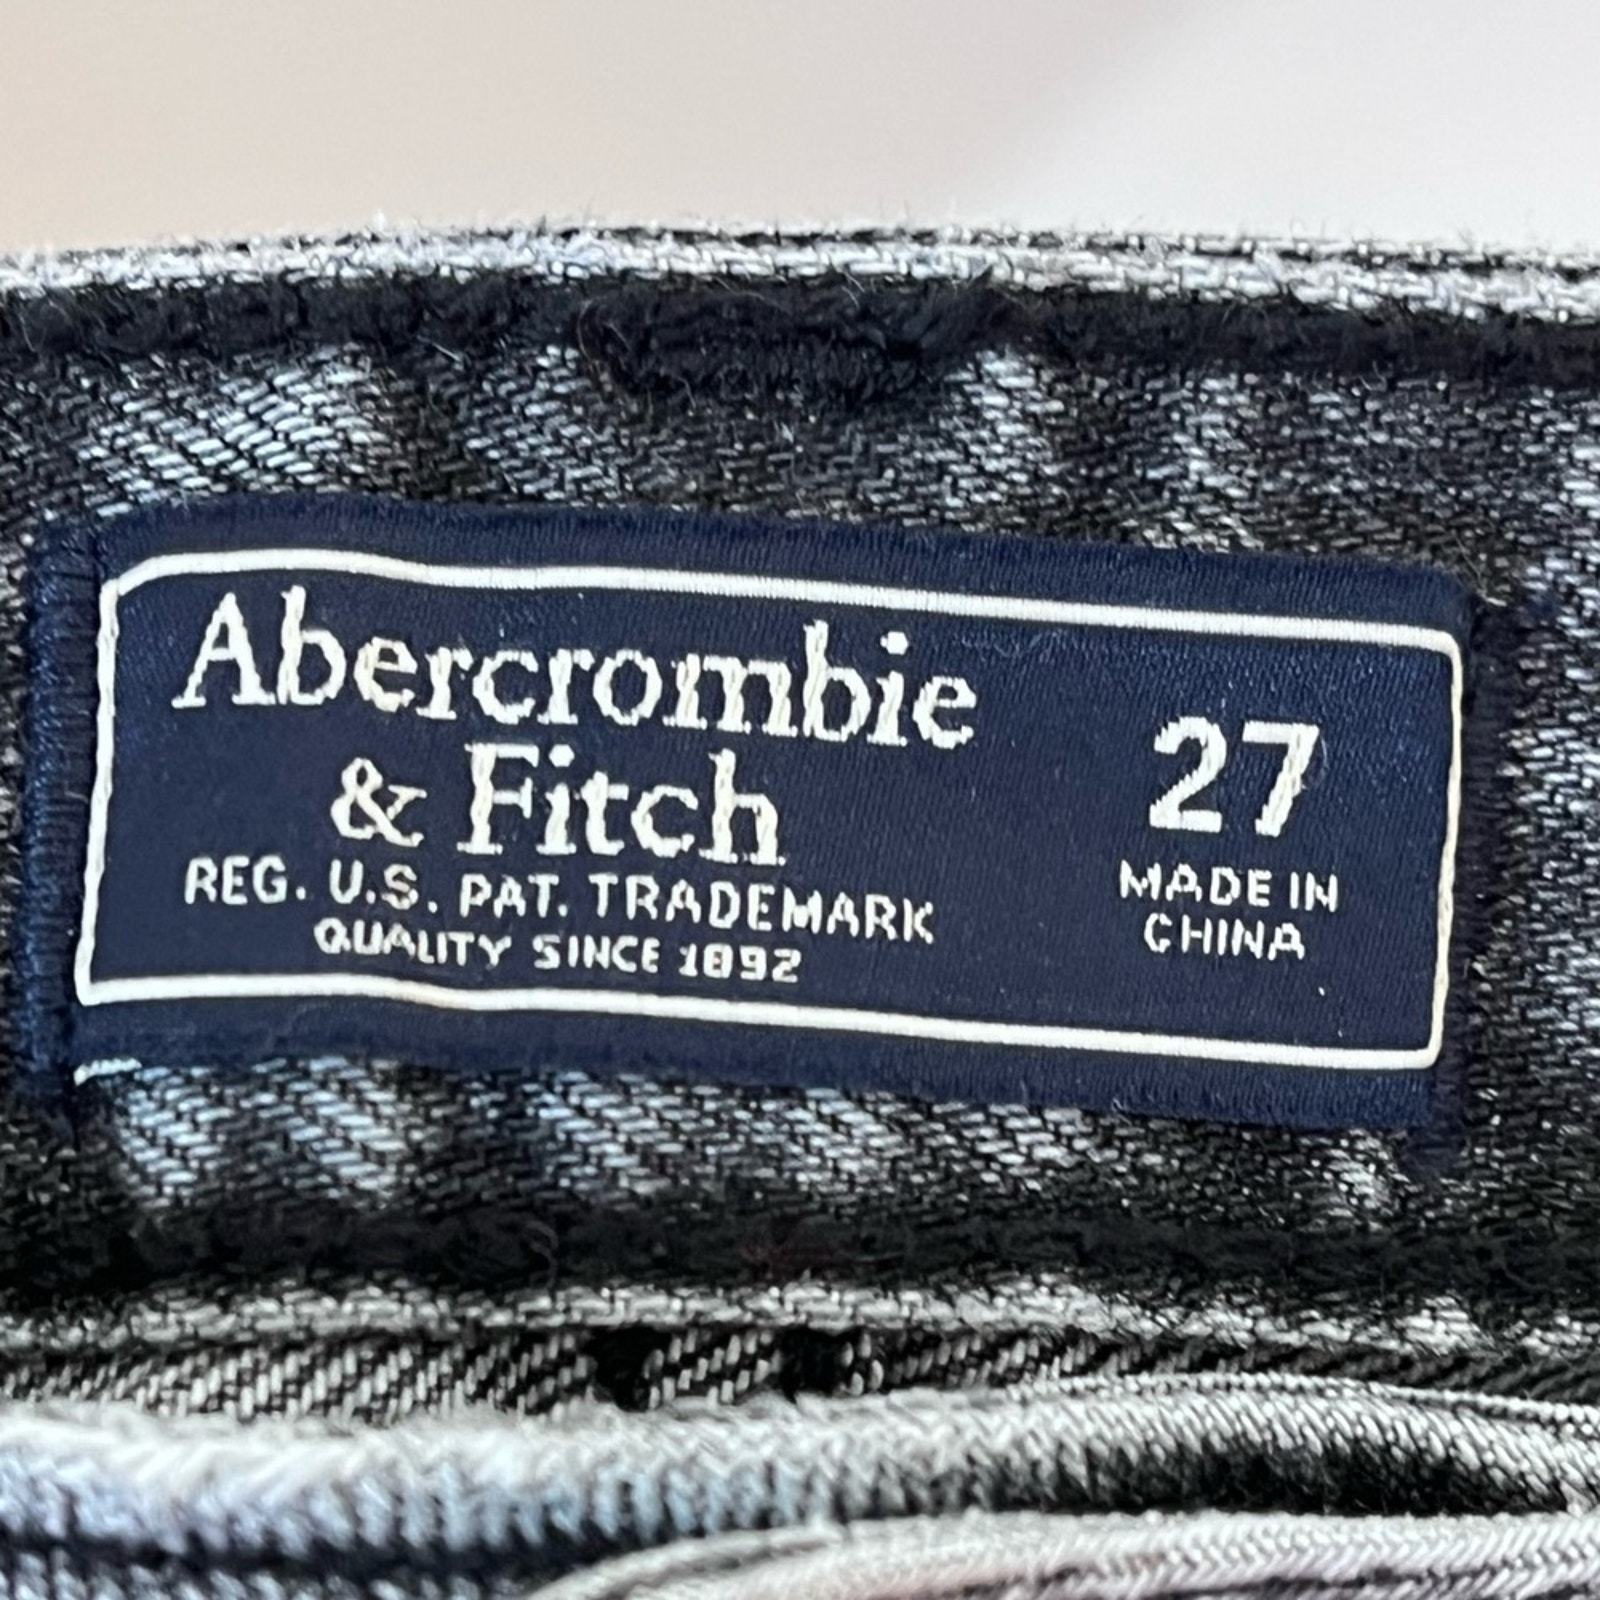 Abercrombie
& Fitch
REG. U.S. PAT. TRADEMARK
QUALITY SINCE 1892
27
MADE IN
CHINA